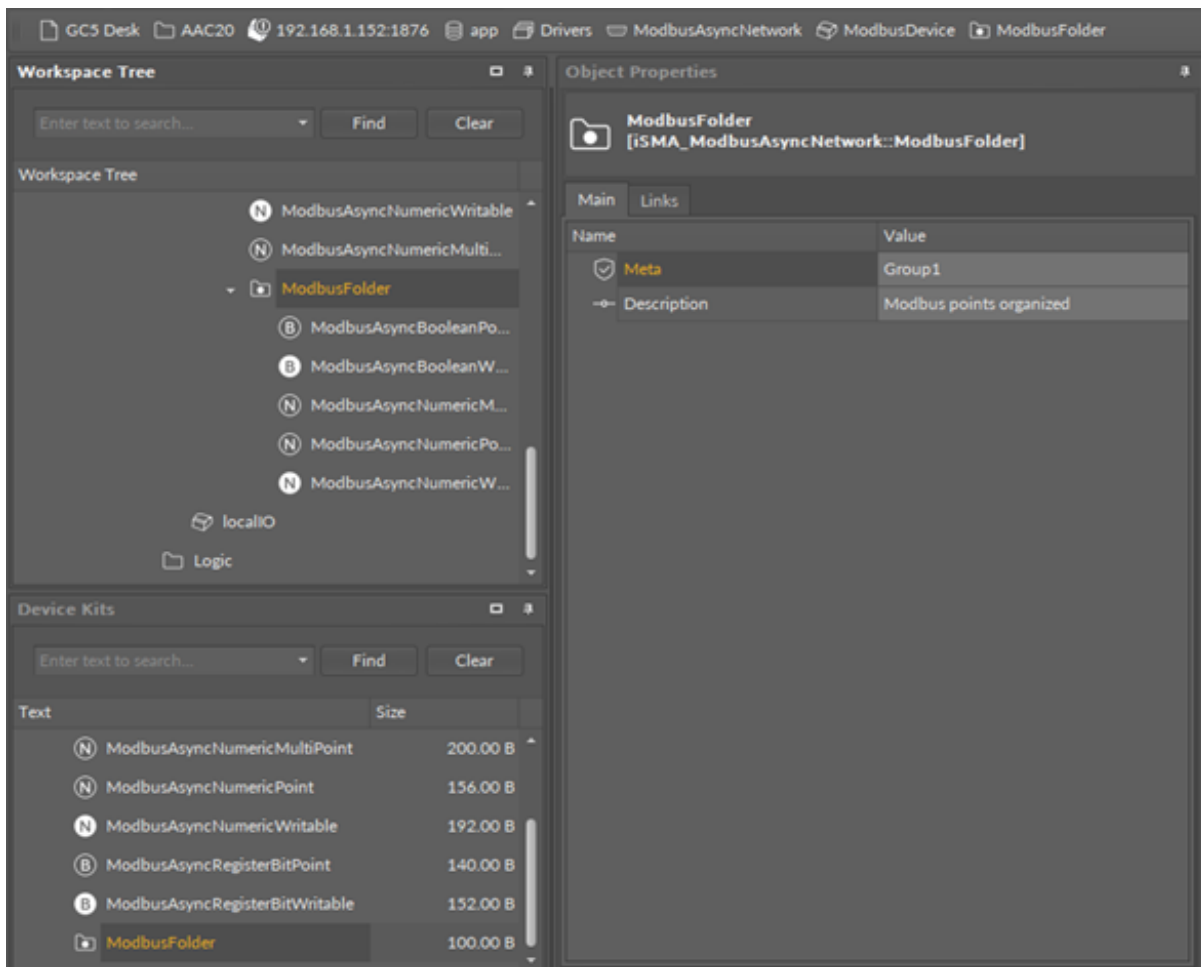 GC5 Desk AAC20 192.168.1.152:1876 app Drivers ModbusAsyncNetwork ModbusDevice ModbusFolder
Workspace Tree
Enter text to search... Find Clear
Workspace Tree
N ModbusAsyncNumericWritable
N ModbusAsyncNumericMulti...
ModbusFolder
B ModbusAsyncBooleanPo...
B ModbusAsyncBooleanW...
N ModbusAsyncNumericM...
N ModbusAsyncNumericPo...
N ModbusAsyncNumericW...
localIO
Logic
Device Kits
Enter text to search... Find Clear
Text Size
N ModbusAsyncNumericMultiPoint 200.00 B
N ModbusAsyncNumericPoint 156.00 B
N ModbusAsyncNumericWritable 192.00 B
B ModbusAsyncRegisterBitPoint 140.00 B
B ModbusAsyncRegisterBitWritable 152.00 B
ModbusFolder 100.00 B
Object Properties
ModbusFolder
[iSMA_ModbusAsyncNetwork::ModbusFolder]
Main Links
Name Value
Meta Group1
Description Modbus points organized